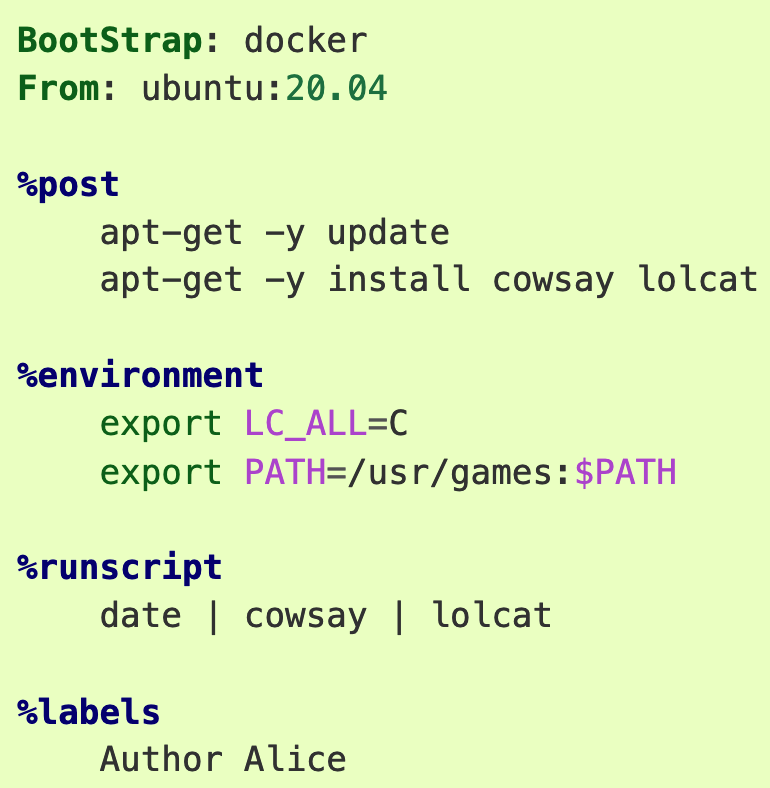 BootStrap: docker
From: ubuntu:20.04
%post
apt-get -y update
apt-get -y install cowsay lolcat
%environment
export LC_ALL=C
export PATH=/usr/games:$PATH
%runscript
date | cowsay | lolcat
%labels
Author Alice